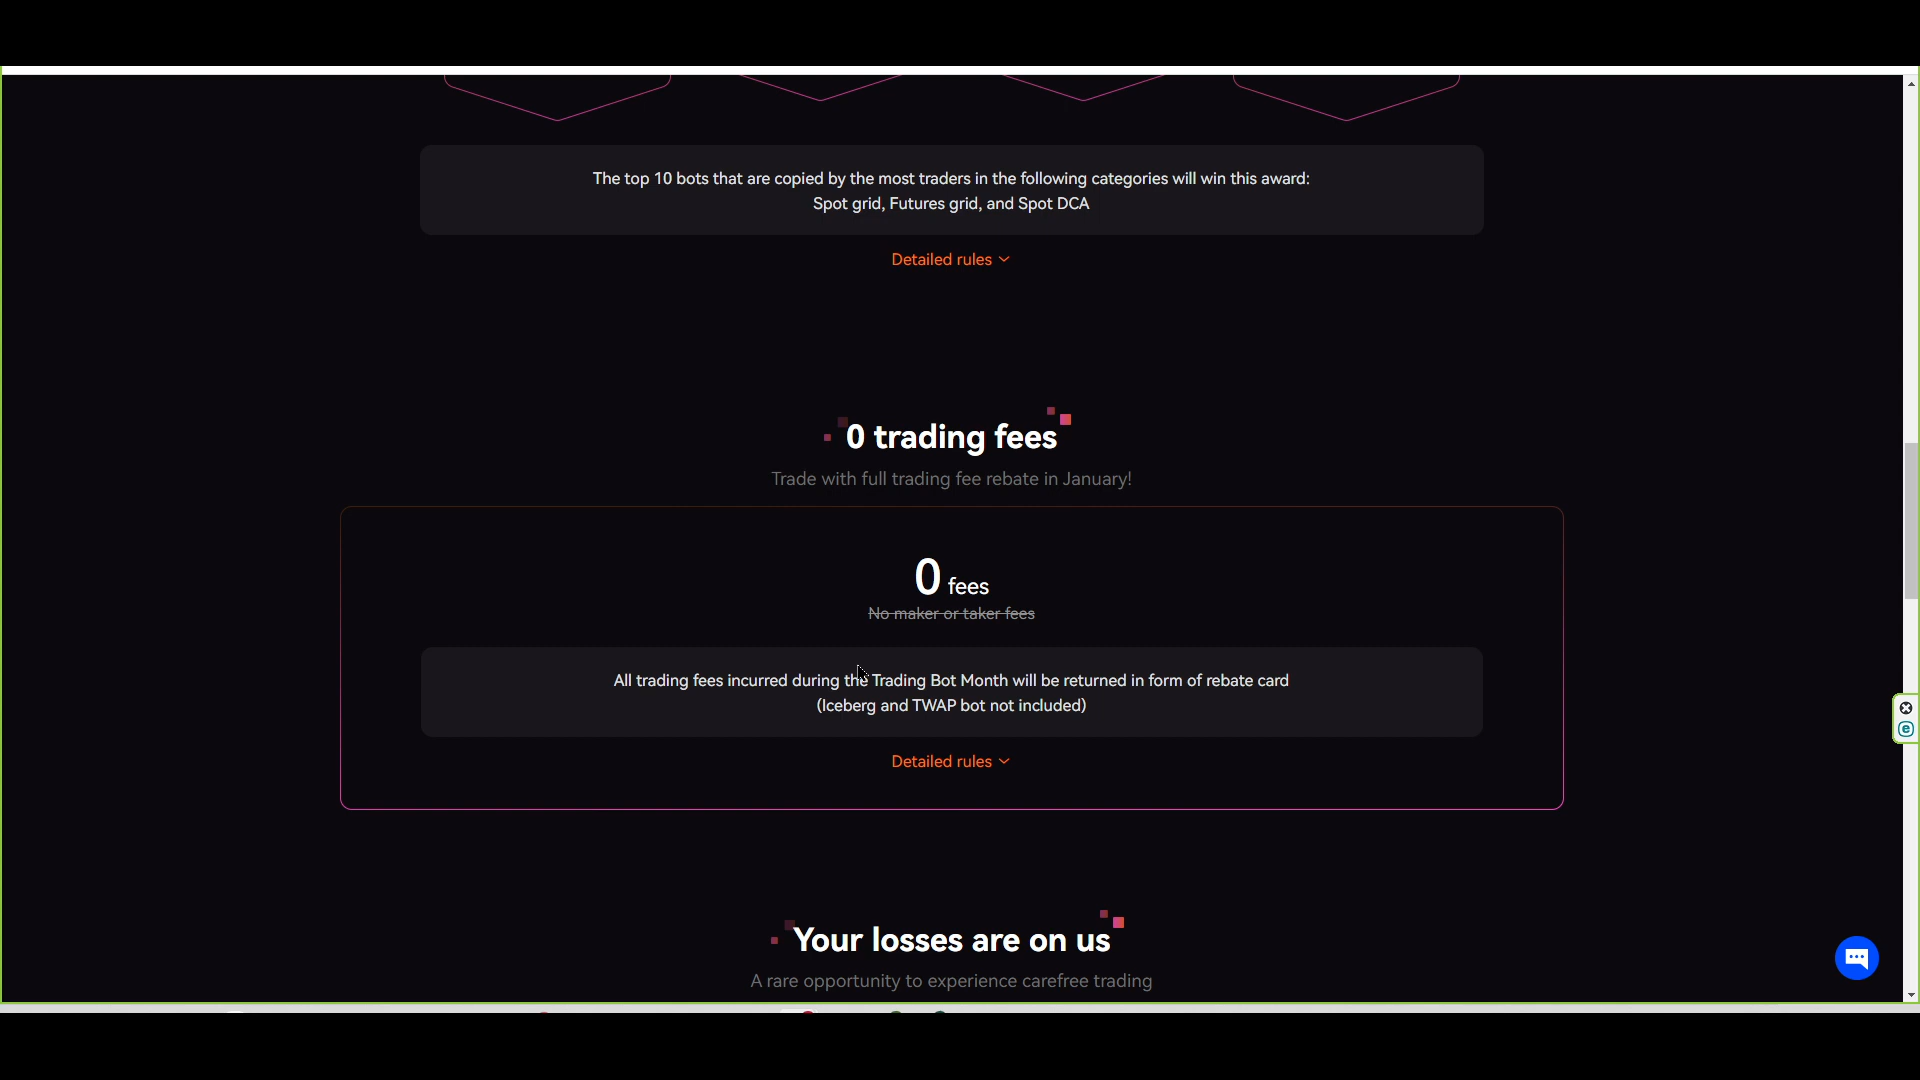 The top 10 bots that are copied by the most traders in the following categories will win this award:
Spot grid, Futures grid, and Spot DCA
Detailed rules
0 trading fees
Trade with full trading fee rebate in January!
0 fees
No maker or taker fees
All trading fees incurred during the Trading Bot Month will be returned in form of rebate card
(Iceberg and TWAP bot not included)
Detailed rules
Your losses are on us
A rare opportunity to experience carefree trading